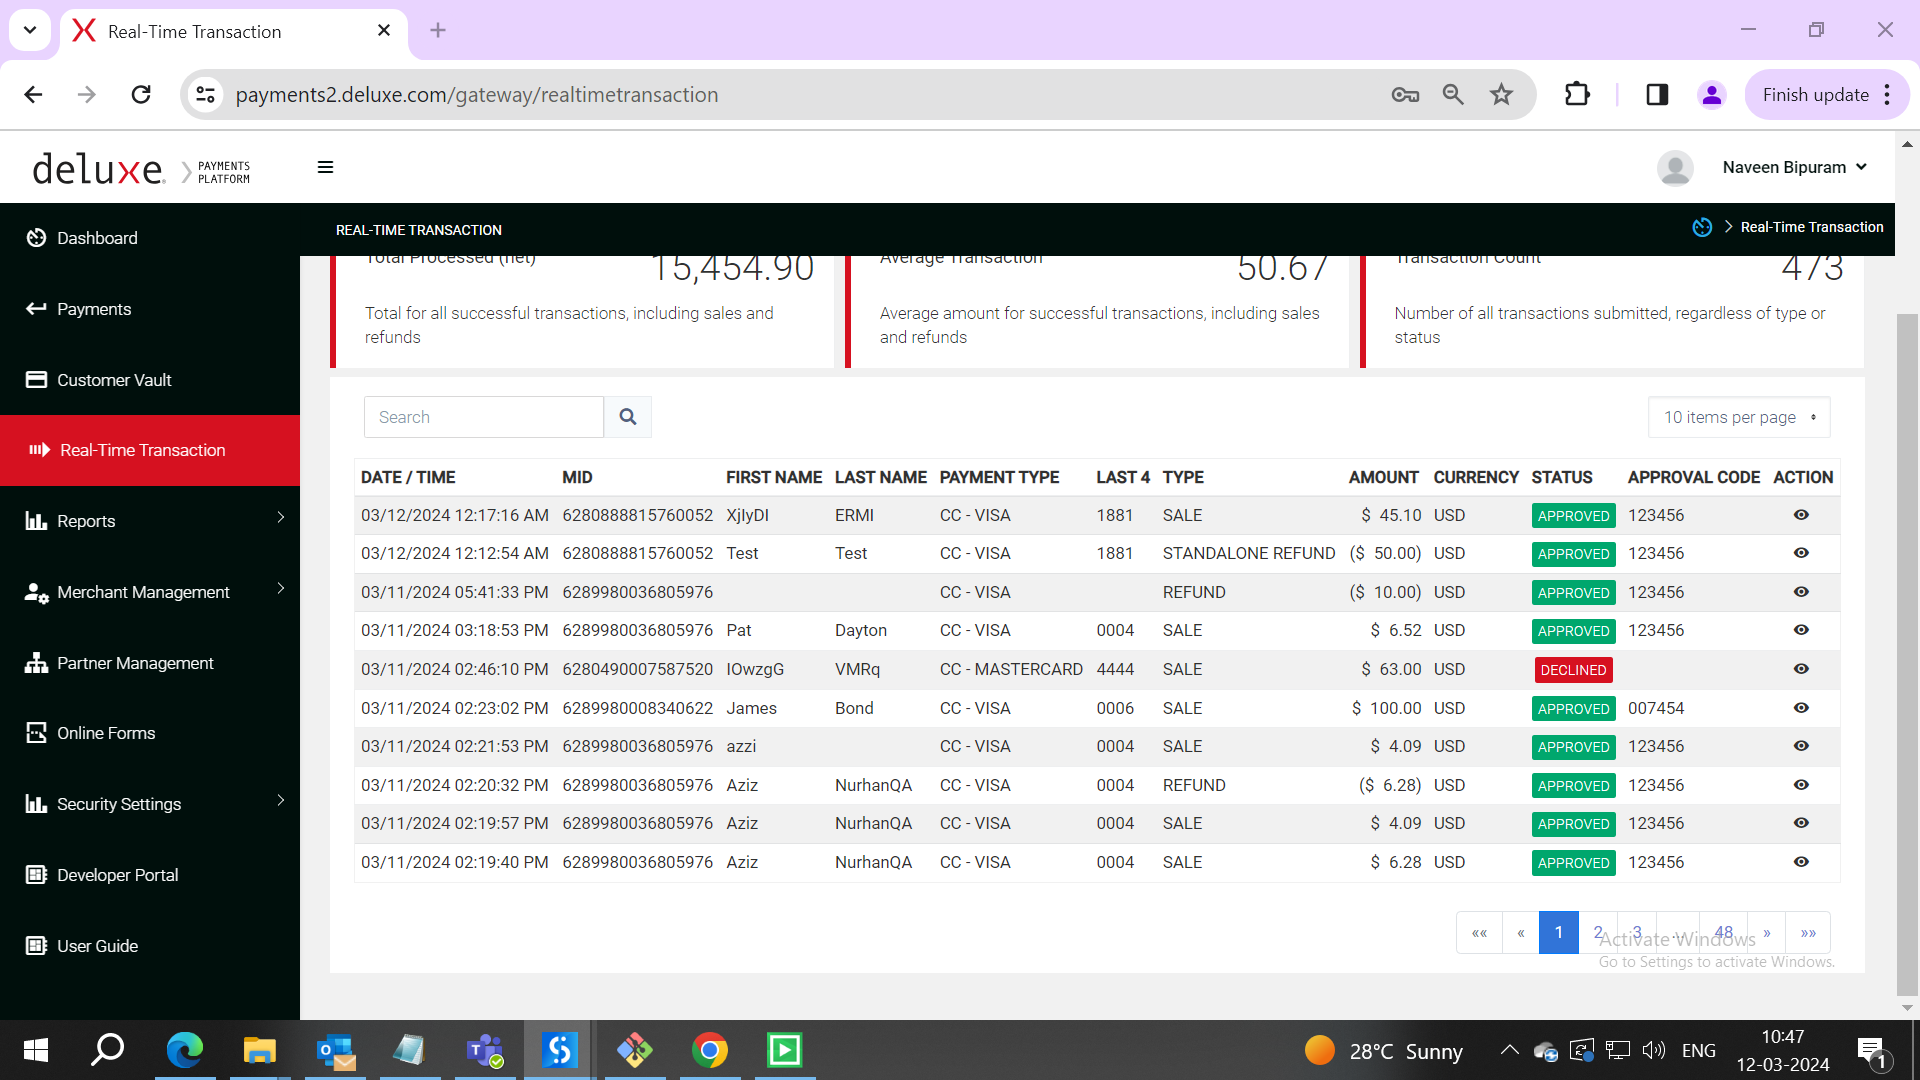 Real-Time Transaction
payments2.deluxe.com/gateway/realtimetransaction
Finish update
deluxe. PAYMENTS PLATFORM
Naveen Bipuram
REAL-TIME TRANSACTION
Real-Time Transaction
Dashboard
Payments
Customer Vault
Real-Time Transaction
Reports
Merchant Management
Partner Management
Online Forms
Security Settings
Developer Portal
User Guide
Total Processed (net) 15,454.90
Total for all successful transactions, including sales and
refunds
Average Transaction 50.67
Average amount for successful transactions, including sales
and refunds
Transaction Count 473
Number of all transactions submitted, regardless of type or
status
Search
10 items per page
DATE / TIME MID FIRST NAME LAST NAME PAYMENT TYPE LAST 4 TYPE AMOUNT CURRENCY STATUS APPROVAL CODE ACTION
03/12/2024 12:17:16 AM 6280888815760052 XjIyDI ERMI CC - VISA 1881 SALE $ 45.10 USD APPROVED 123456
03/12/2024 12:12:54 AM 6280888815760052 Test Test CC - VISA 1881 STANDALONE REFUND ($ 50.00) USD APPROVED 123456
03/11/2024 05:41:33 PM 6289980036805976 CC - VISA REFUND ($ 10.00) USD APPROVED 123456
03/11/2024 03:18:53 PM 6289980036805976 Pat Dayton CC - VISA 0004 SALE $ 6.52 USD APPROVED 123456
03/11/2024 02:46:10 PM 6280490007587520 IOwzgG VMRq CC - MASTERCARD 4444 SALE $ 63.00 USD DECLINED
03/11/2024 02:23:02 PM 6289980008340622 James Bond CC - VISA 0006 SALE $ 100.00 USD APPROVED 007454
03/11/2024 02:21:53 PM 6289980036805976 azzi CC - VISA 0004 SALE $ 4.09 USD APPROVED 123456
03/11/2024 02:20:32 PM 6289980036805976 Aziz NurhanQA CC - VISA 0004 REFUND ($ 6.28) USD APPROVED 123456
03/11/2024 02:19:57 PM 6289980036805976 Aziz NurhanQA CC - VISA 0004 SALE $ 4.09 USD APPROVED 123456
03/11/2024 02:19:40 PM 6289980036805976 Aziz NurhanQA CC - VISA 0004 SALE $ 6.28 USD APPROVED 123456
«« « 1 2 3 ... 48 » »»
Activate Windows
Go to Settings to activate Windows.
28°C Sunny
ENG
10:47
12-03-2024
1